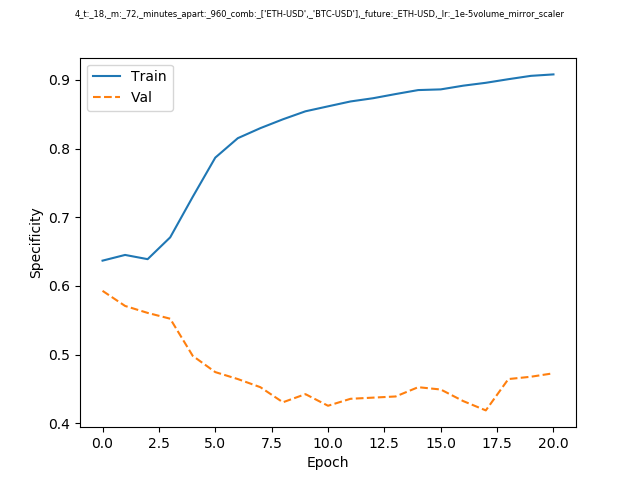 4_t:_18,_m:_72,_minutes_apart:_960_comb:_['ETH-USD',_'BTC-USD'],_future:_ETH-USD,_lr:_1e-5volume_mirror_scaler
Train
Val
0.9
0.8
0.7
0.6
0.5
0.4
Specificity
0.0 2.5 5.0 7.5 10.0 12.5 15.0 17.5 20.0
Epoch